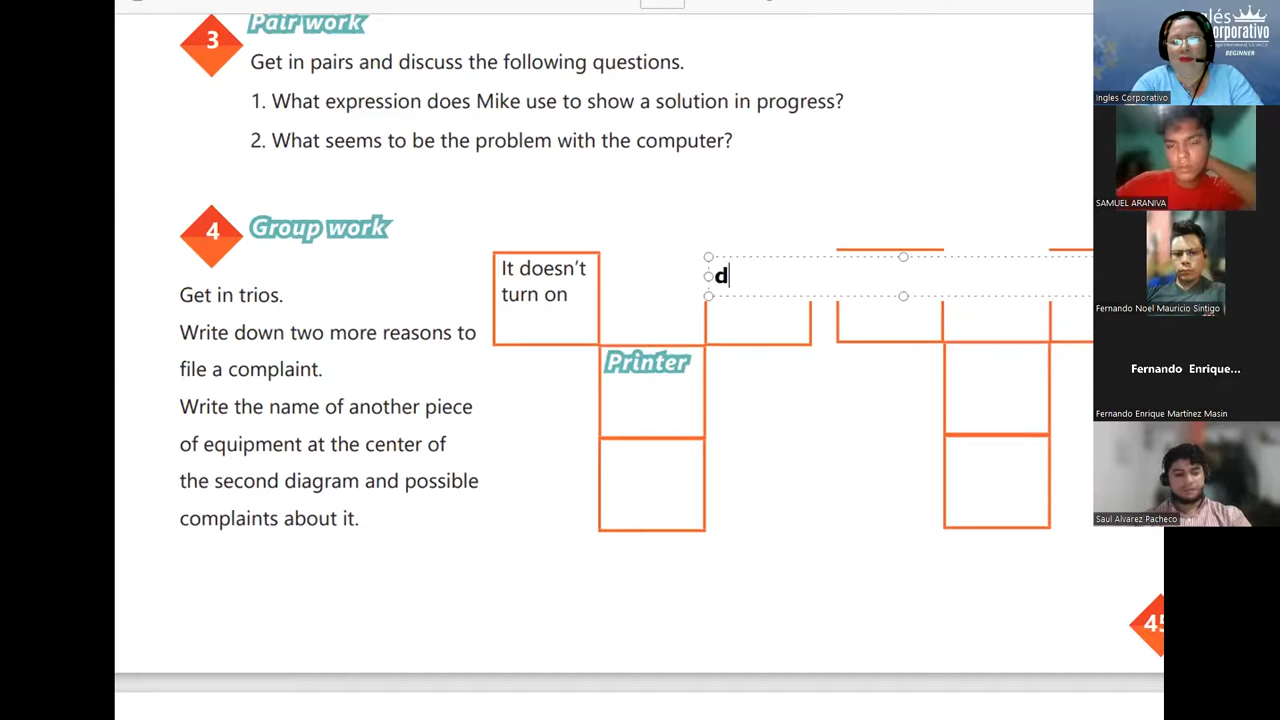 3
Pair work
Get in pairs and discuss the following questions.
1. What expression does Mike use to show a solution in progress?
2. What seems to be the problem with the computer?
4
Group work
Get in trios.
Write down two more reasons to
file a complaint.
Write the name of another piece
of equipment at the center of
the second diagram and possible
complaints about it.
It doesn't
turn on
d
Printer
45
inglés
Corporativo
BEGINNER
Ingles Corporativo
SAMUEL ARANIVA
Fernando Noel Mauricio Sintigo
Fernando Enrique...
Fernando Enrique Martínez Masin
Saul Alvarez Pacheco